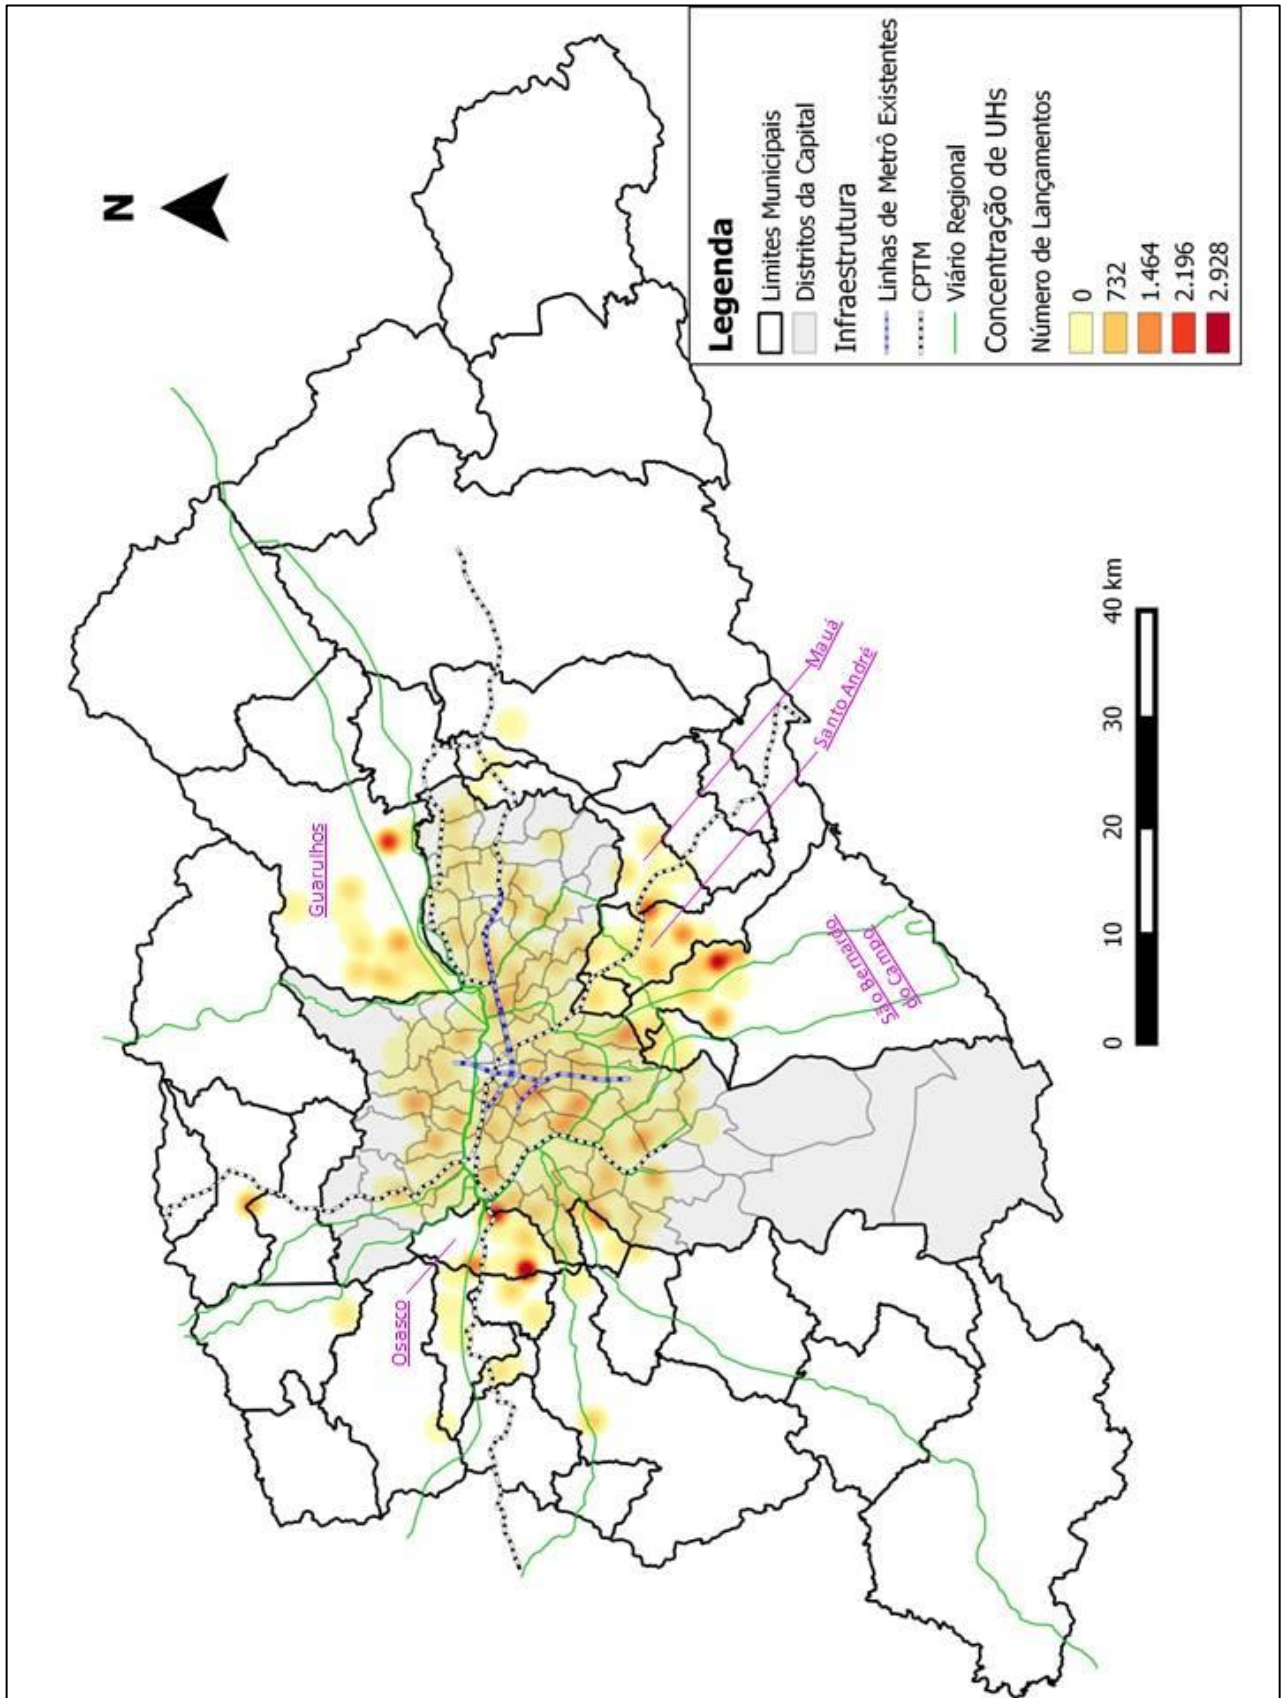 N
Guarulhos
Osasco
Mauá
Santo André
São Bernardo
do Campo
0
10
20
30
40 km
Legenda
Limites Municipais
Distritos da Capital
Infraestrutura
Linhas de Metrô Existentes
CPTM
Viário Regional
Concentração de UHs
Número de Lançamentos
0
732
1.464
2.196
2.928